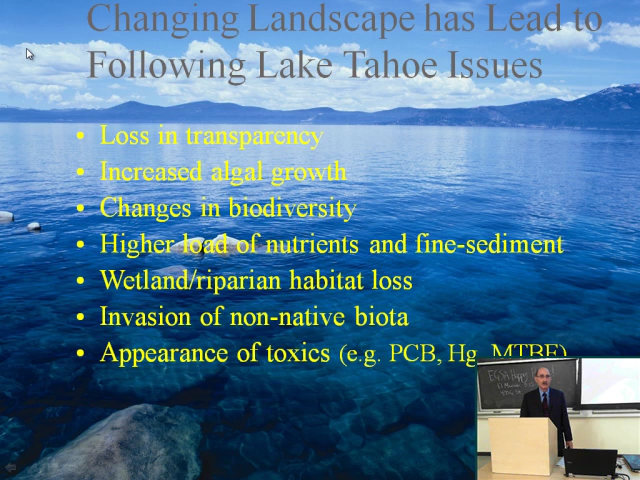 Changing Landscape has Lead to
Following Lake Tahoe Issues
• Loss in transparency
• Increased algal growth
• Changes in biodiversity
• Higher load of nutrients and fine-sediment
• Wetland/riparian habitat loss
• Invasion of non-native biota
• Appearance of toxics (e.g. PCB, Hg, MTBE)